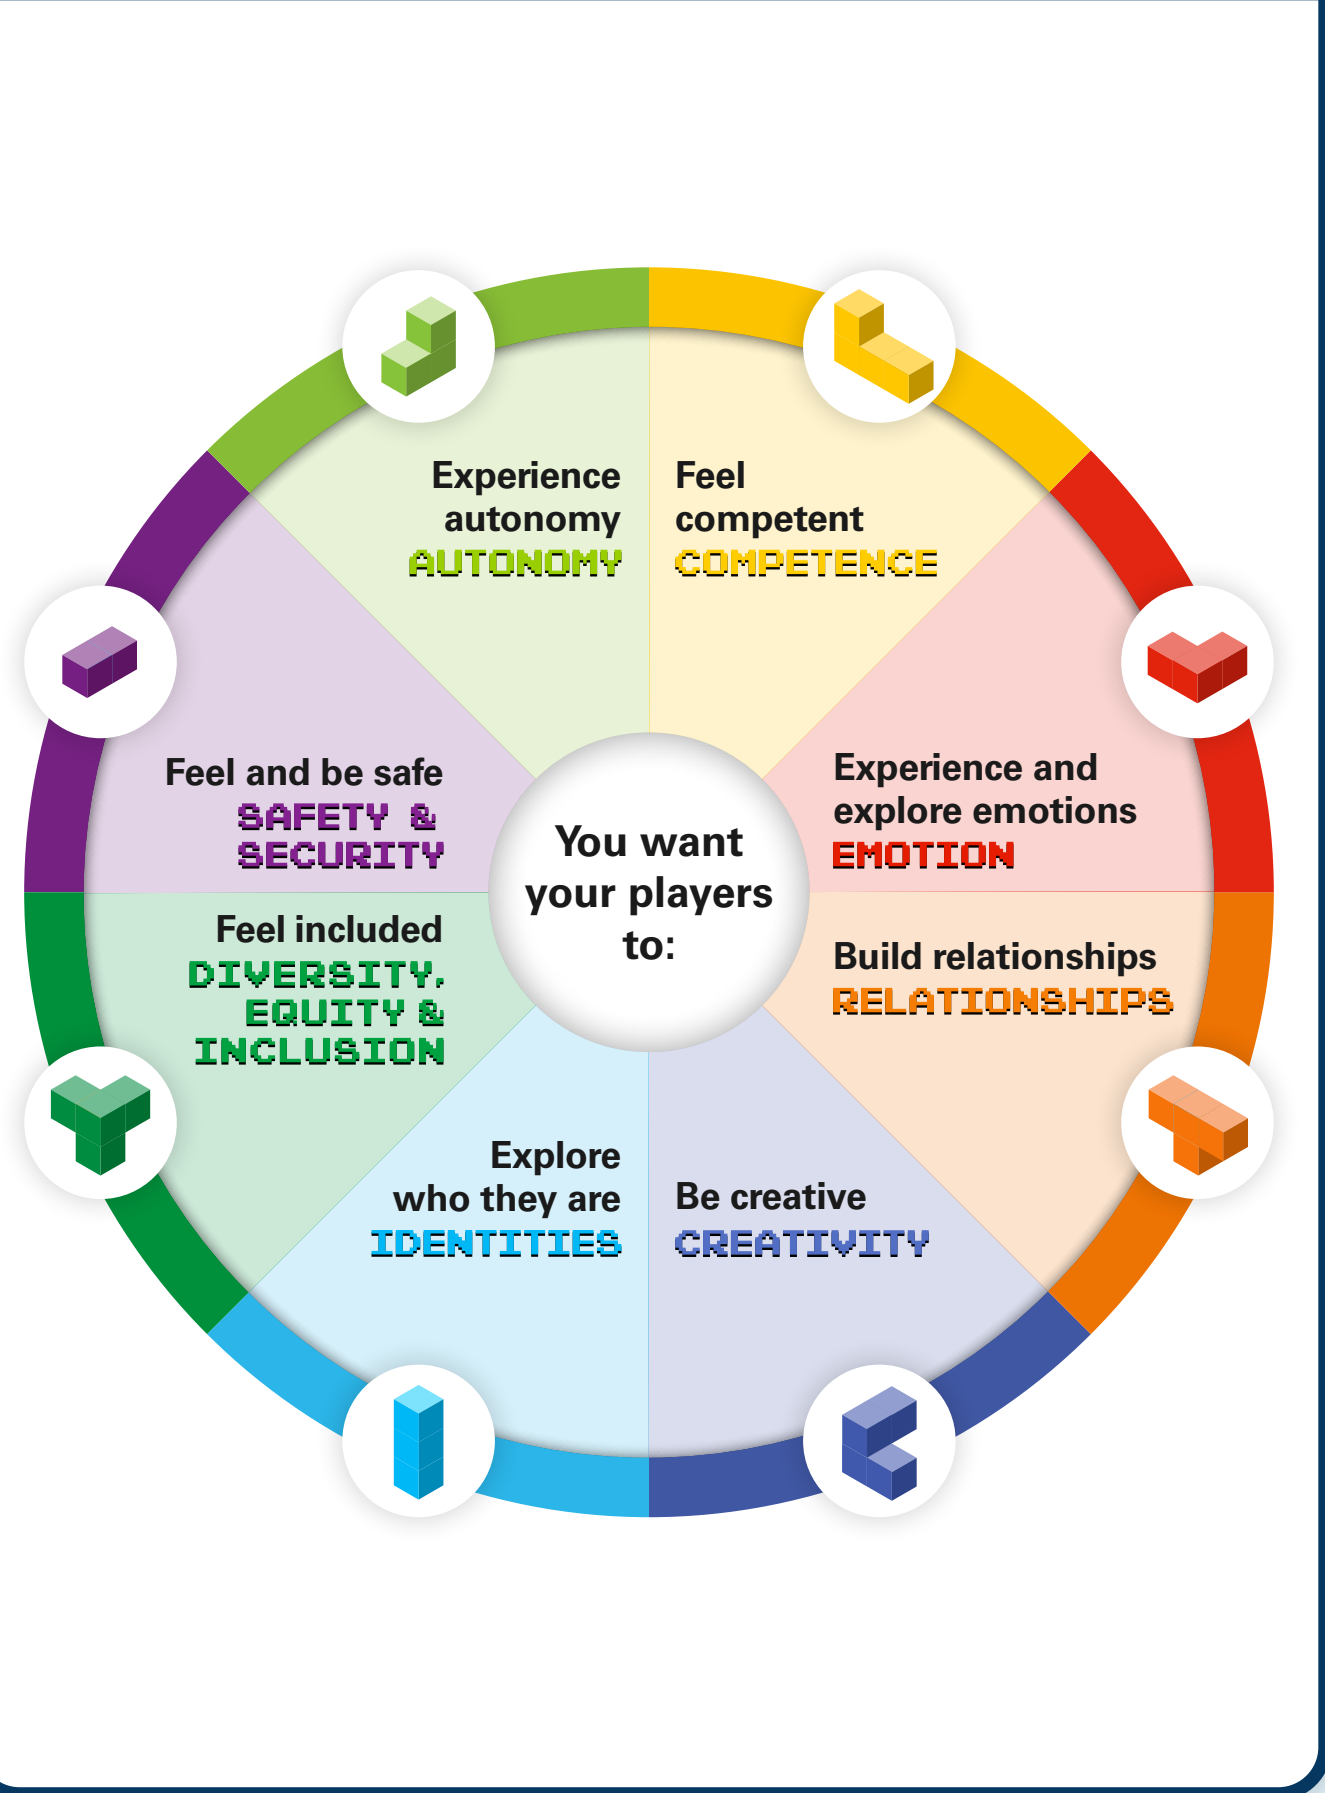 Experience
autonomy
AUTONOMY
Feel
competent
COMPETENCE
Experience and
explore emotions
EMOTION
Build relationships
RELATIONSHIPS
Be creative
CREATIVITY
Explore
who they are
IDENTITIES
Feel included
DIVERSITY,
EQUITY &
INCLUSION
Feel and be safe
SAFETY &
SECURITY
You want
your players
to: